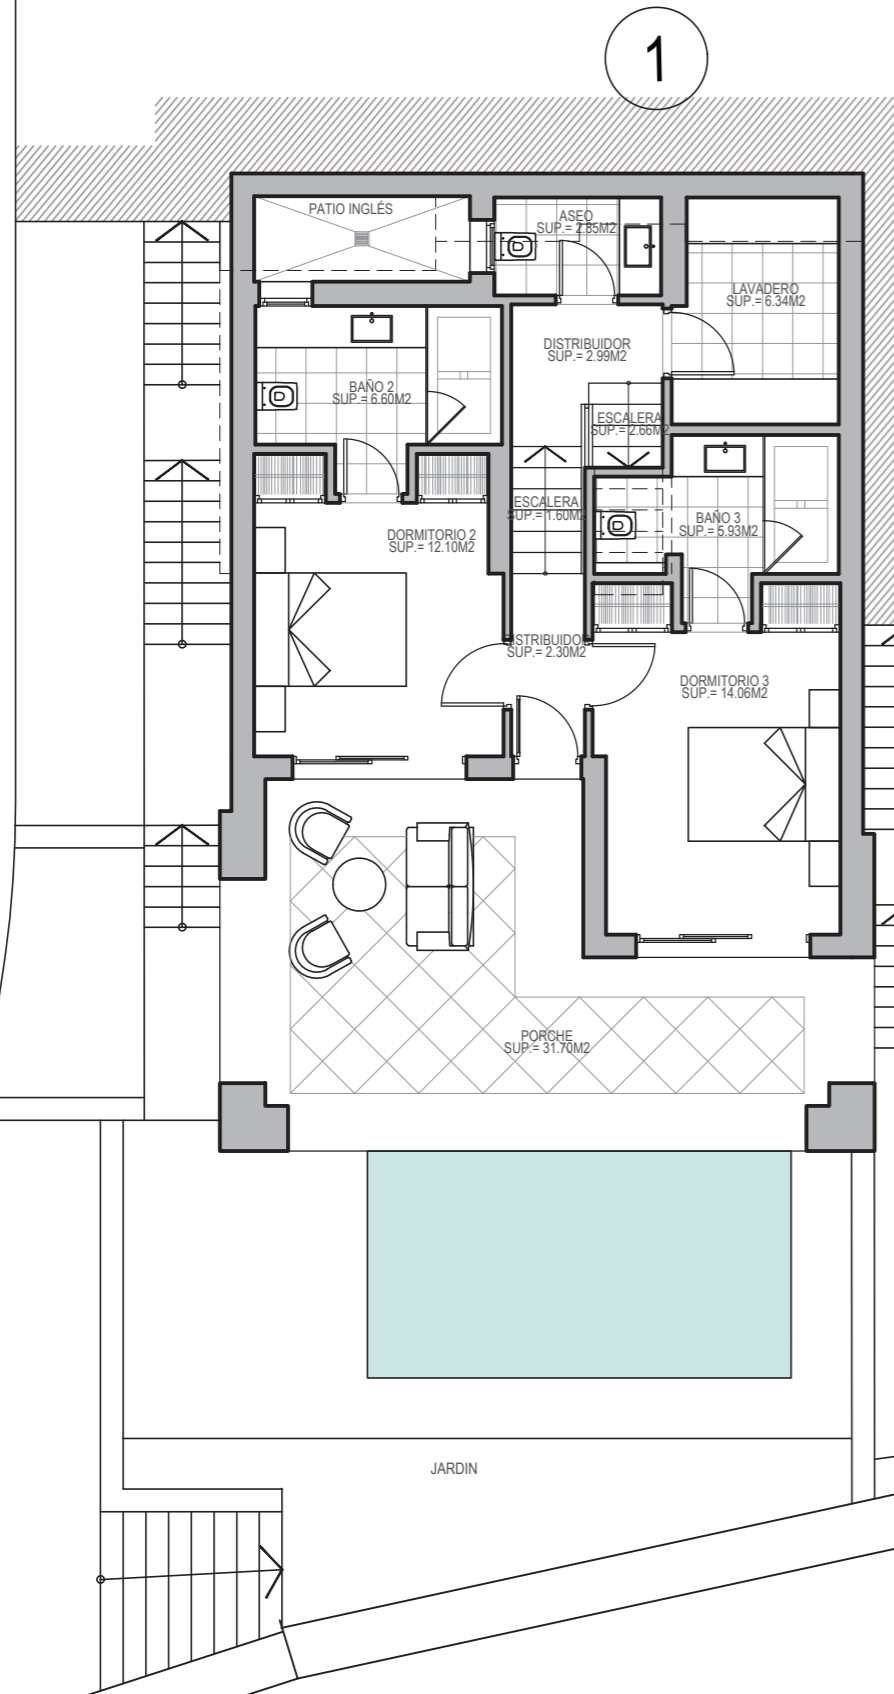 1
PATIO INGLÉS
ASEO
SUP.= 2.85M2
LAVADERO
SUP.= 6.34M2
DISTRIBUIDOR
SUP.= 2.99M2
BAÑO 2
SUP.= 6.60M2
ESCALERA
SUP.= 2.66M2
ESCALERA
SUP.= 1.60M2
BAÑO 3
SUP.= 5.93M2
DORMITORIO 2
SUP.= 12.10M2
DISTRIBUIDOR
SUP.= 2.30M2
DORMITORIO 3
SUP.= 14.06M2
PORCHE
SUP.= 31.70M2
JARDIN